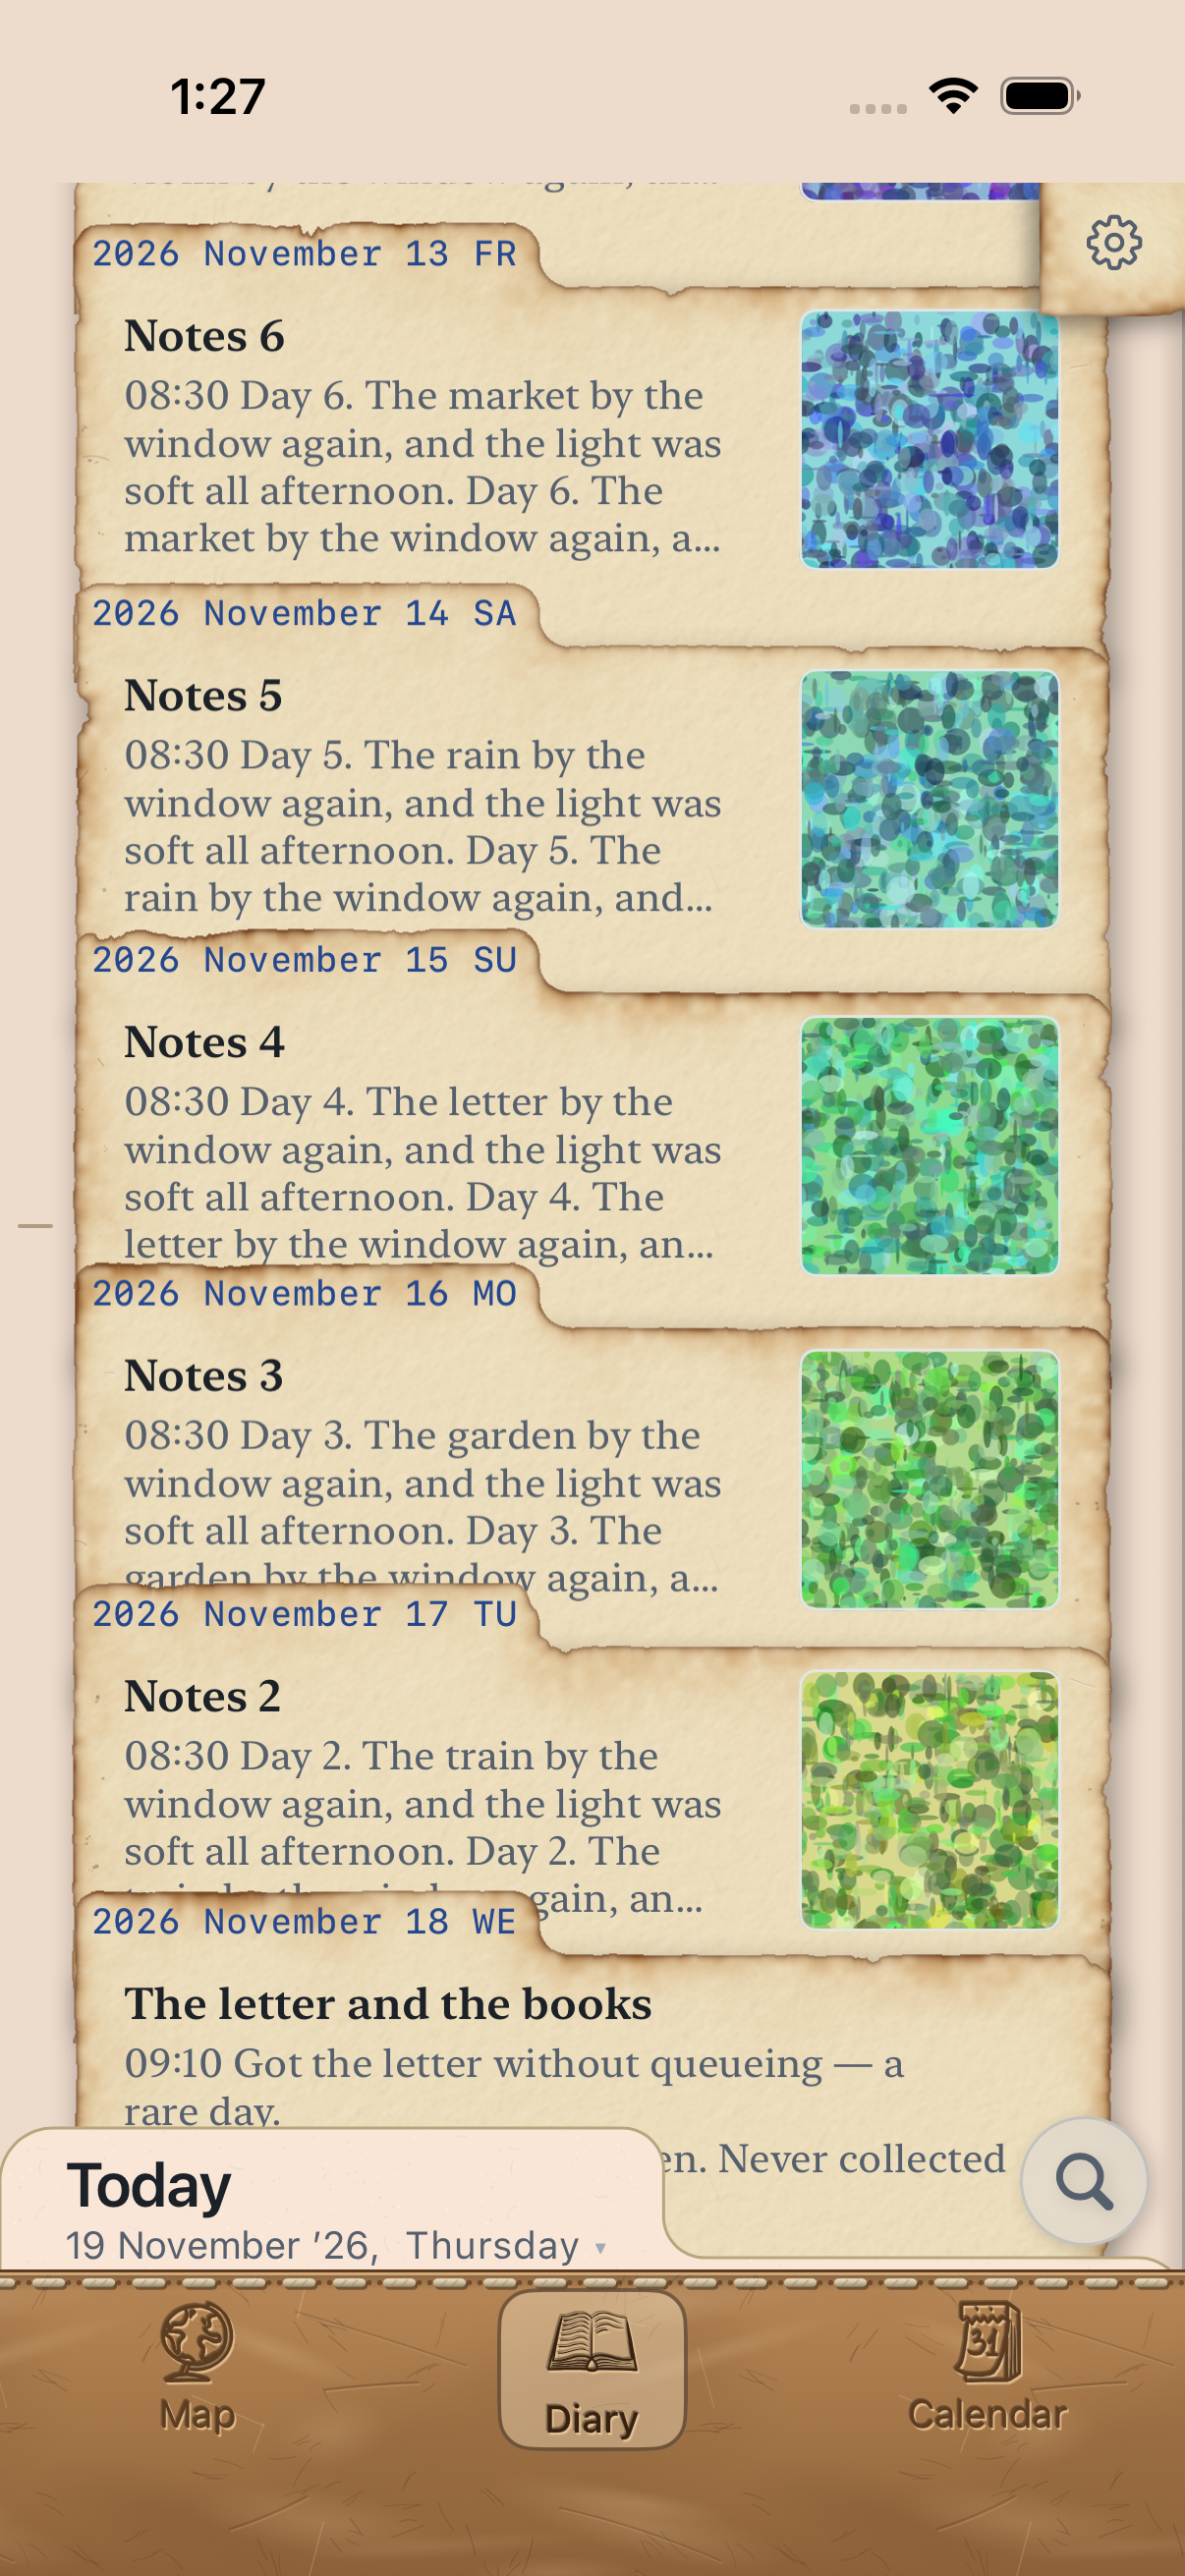 1:27
2026 November 13 FR
Notes 6
08:30 Day 6. The market by the
window again, and the light was
soft all afternoon. Day 6. The
market by the window again, a...
2026 November 14 SA
Notes 5
08:30 Day 5. The rain by the
window again, and the light was
soft all afternoon. Day 5. The
rain by the window again, and...
2026 November 15 SU
Notes 4
08:30 Day 4. The letter by the
window again, and the light was
soft all afternoon. Day 4. The
letter by the window again, an...
2026 November 16 MO
Notes 3
08:30 Day 3. The garden by the
window again, and the light was
soft all afternoon. Day 3. The
garden by the window again, a...
2026 November 17 TU
Notes 2
08:30 Day 2. The train by the
window again, and the light was
soft all afternoon. Day 2. The
again, an...
2026 November 18 WE
The letter and the books
09:10 Got the letter without queueing — a
rare day.
Never collected
Today
19 November ’26, Thursday
31
Map
Diary
Calendar